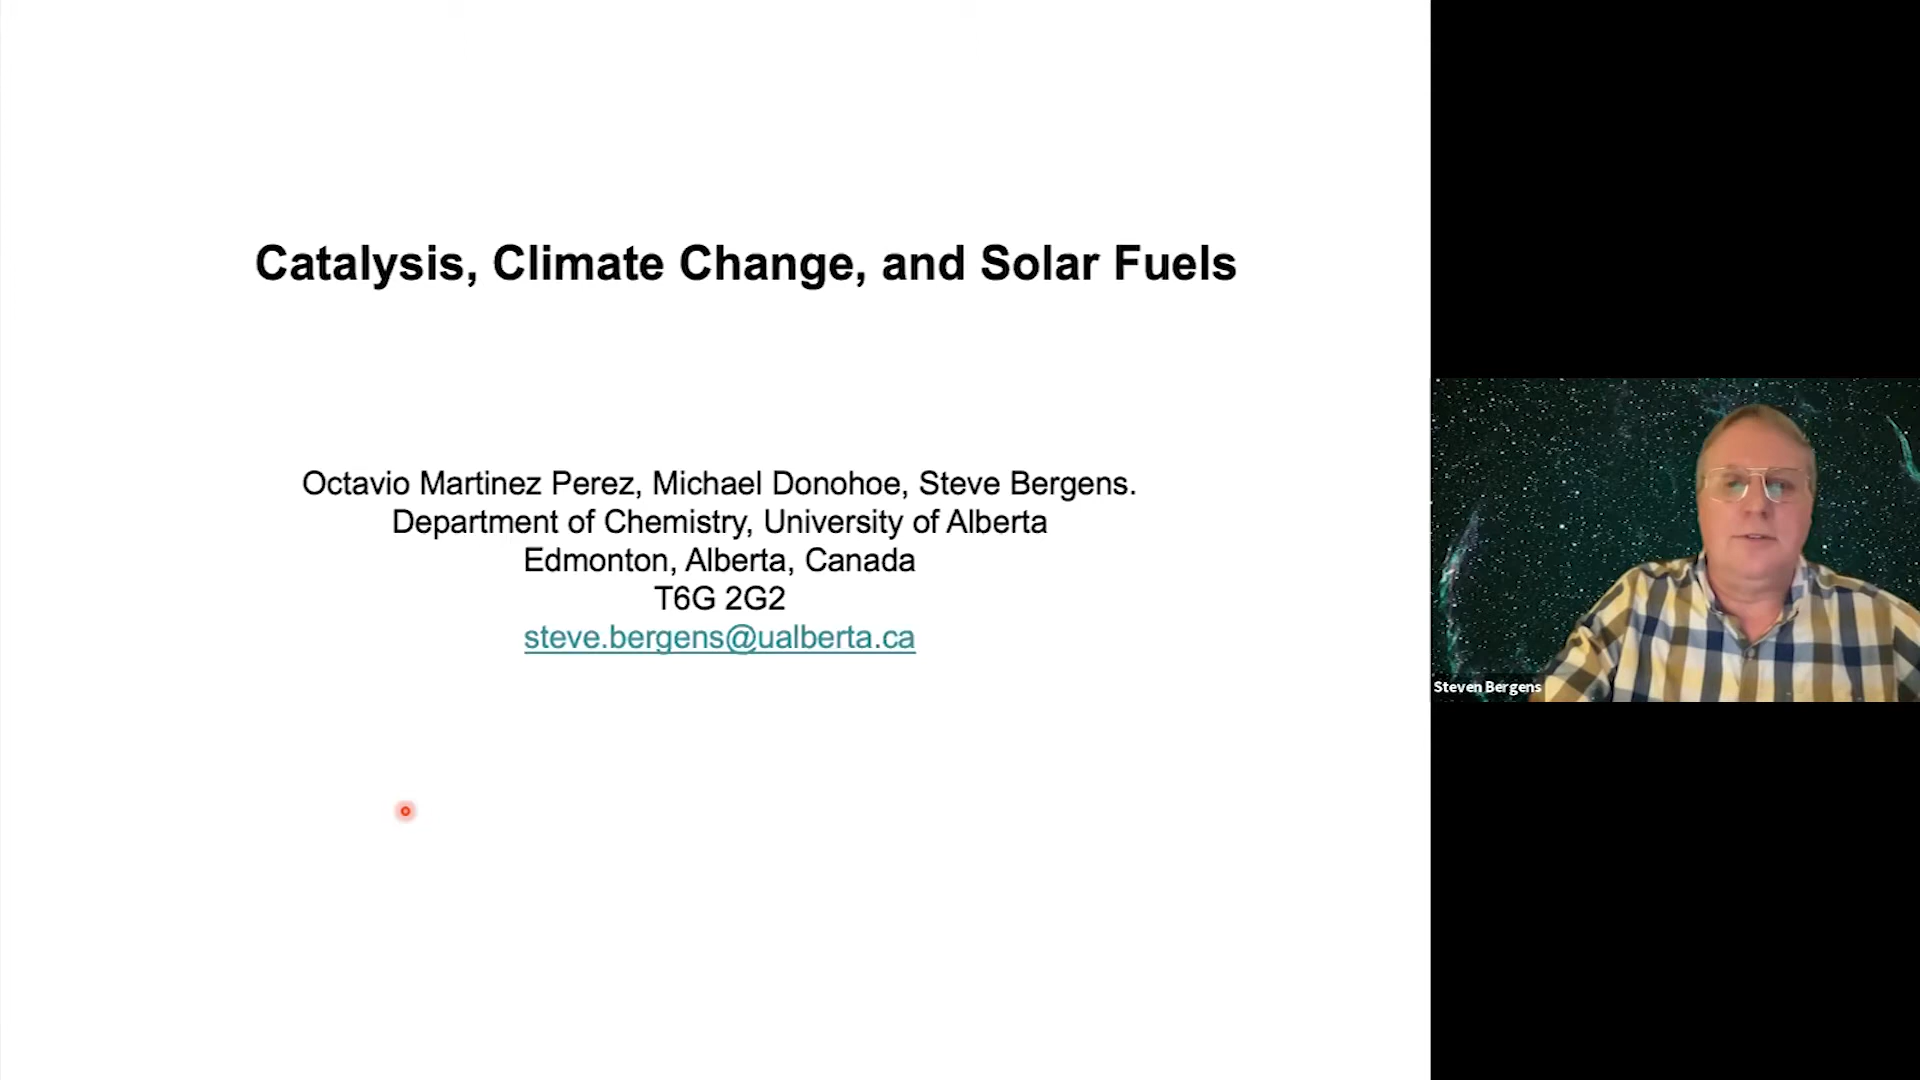 Catalysis, Climate Change, and Solar Fuels
Octavio Martinez Perez, Michael Donohoe, Steve Bergens.
Department of Chemistry, University of Alberta
Edmonton, Alberta, Canada
T6G 2G2
steve.bergens@ualberta.ca
Steven Bergens